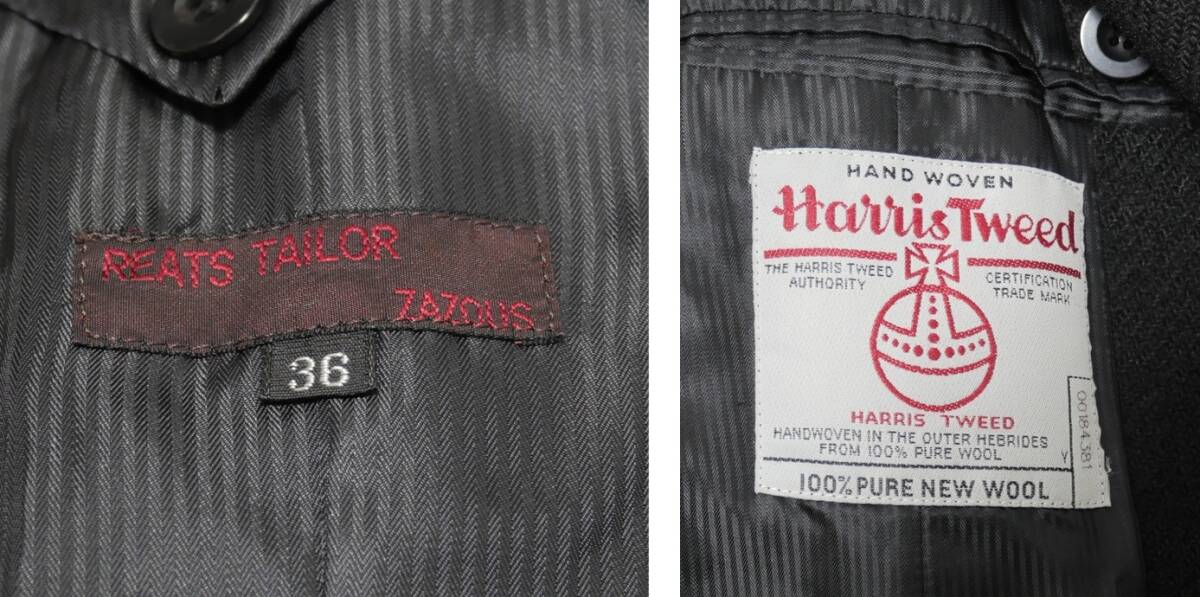 REATS TAILOR
ZAZOUS
36
HAND WOVEN
Harris Tweed
THE HARRIS TWEED
AUTHORITY
CERTIFICATION
TRADE MARK
HARRIS TWEED
HANDWOVEN IN THE OUTER HEBRIDES
FROM 100% PURE WOOL
Y
00184381
100% PURE NEW WOOL